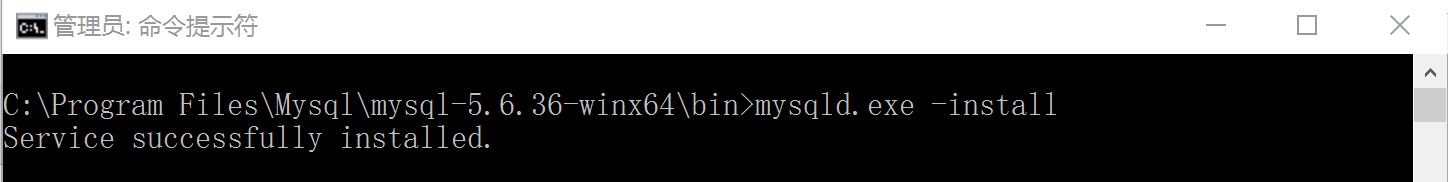 管理员: 命令提示符
C:\Program Files\Mysql\mysql-5.6.36-winx64\bin>mysqld.exe -install
Service successfully installed.